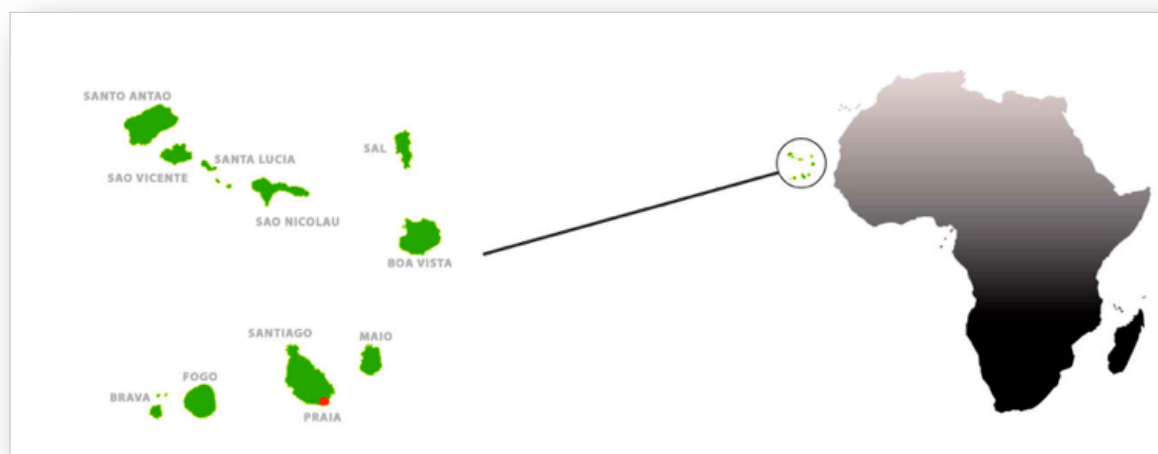 SANTO ANTAO
SANTA LUCIA
SAL
SAO VICENTE
SAO NICOLAU
BOA VISTA
SANTIAGO
MAIO
FOGO
BRAVA
PRAIA